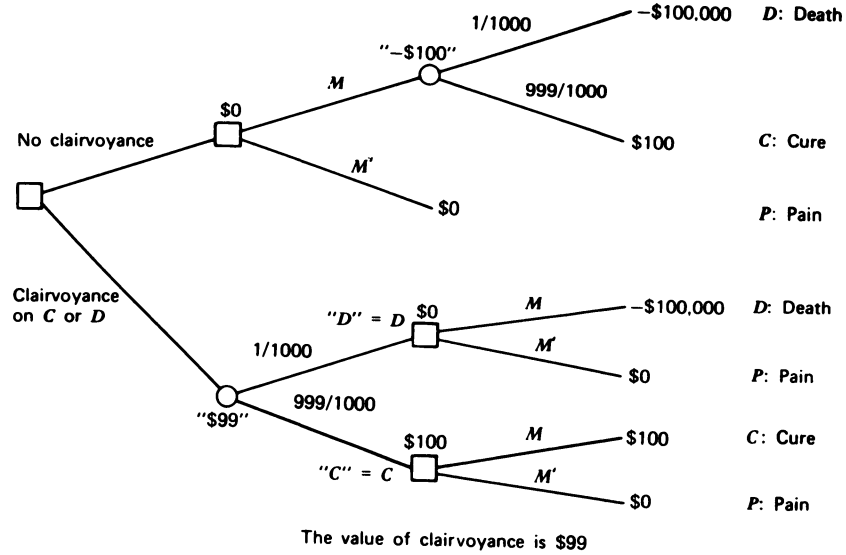 1/1000
−$100,000 D: Death
"−$100"
M
999/1000
$0
No clairvoyance
$100 C: Cure
M'
$0
P: Pain
Clairvoyance
on C or D
"D" = D
$0
M
−$100,000 D: Death
1/1000
M'
$0 P: Pain
999/1000
"$99"
$100
M
$100 C: Cure
"C" = C
M'
$0 P: Pain
The value of clairvoyance is $99